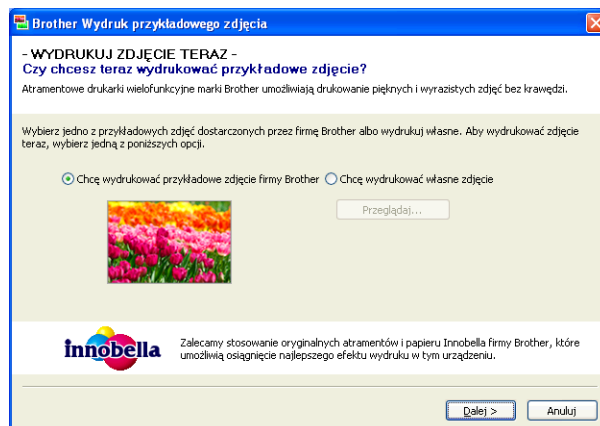 Brother Wydruk przykładowego zdjęcia
- WYDRUKUJ ZDJĘCIE TERAZ -
Czy chcesz teraz wydrukować przykładowe zdjęcie?
Atramentowe drukarki wielofunkcyjne marki Brother umożliwiają drukowanie pięknych i wyrazistych zdjęć bez krawędzi.
Wybierz jedno z przykładowych zdjęć dostarczonych przez firmę Brother albo wydrukuj własne. Aby wydrukować zdjęcie
teraz, wybierz jedną z poniższych opcji.
Chcę wydrukować przykładowe zdjęcie firmy Brother Chcę wydrukować własne zdjęcie
Przeglądaj...
innobella
Zalecamy stosowanie oryginalnych atramentów i papieru Innobella firmy Brother, które
umożliwią osiągnięcie najlepszego efektu wydruku w tym urządzeniu.
Dalej > Anuluj